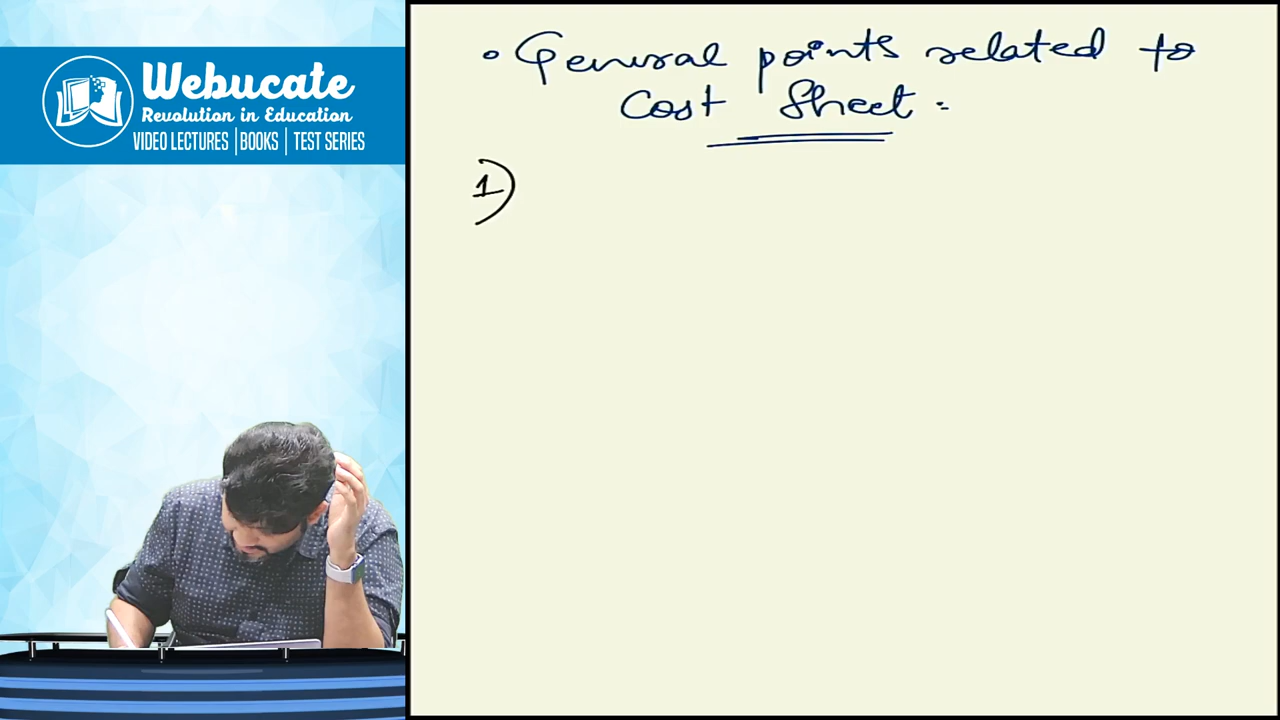 Webucate
Revolution in Education
VIDEO LECTURES | BOOKS | TEST SERIES
• General points related to
Cost Sheet :
1)